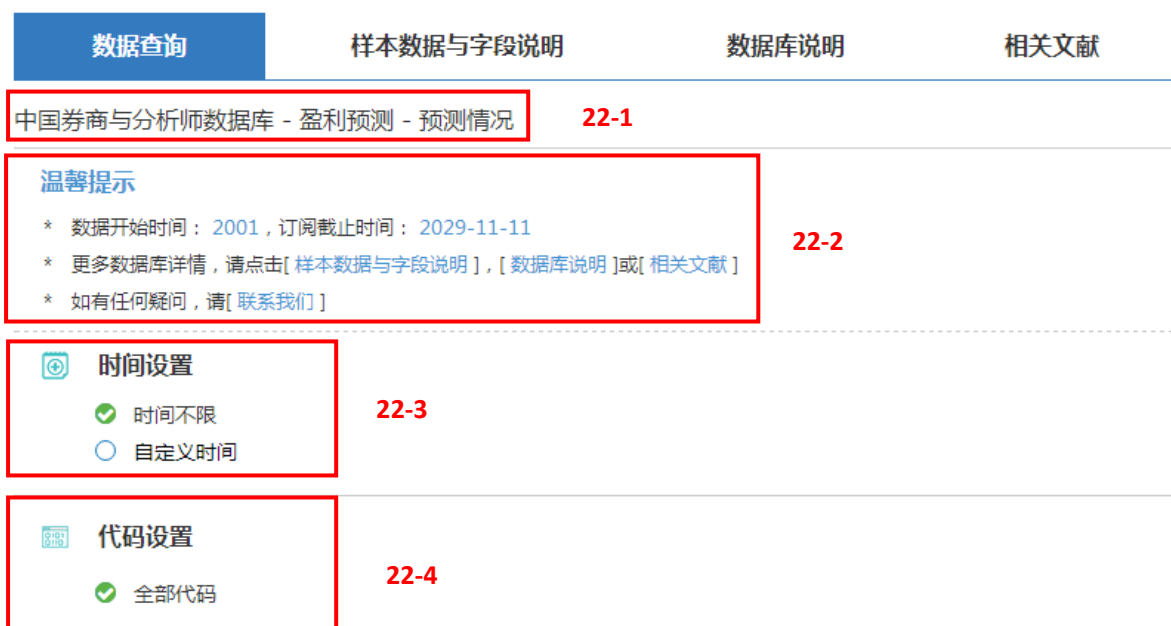 数据查询 样本数据与字段说明 数据库说明 相关文献
中国券商与分析师数据库 - 盈利预测 - 预测情况 22-1
温馨提示
* 数据开始时间： 2001 , 订阅截止时间： 2029-11-11
22-2
* 更多数据库详情 , 请点击[ 样本数据与字段说明 ] , [ 数据库说明 ]或[ 相关文献 ]
* 如有任何疑问 , 请[ 联系我们 ]
时间设置
时间不限 22-3
自定义时间
代码设置
22-4
全部代码